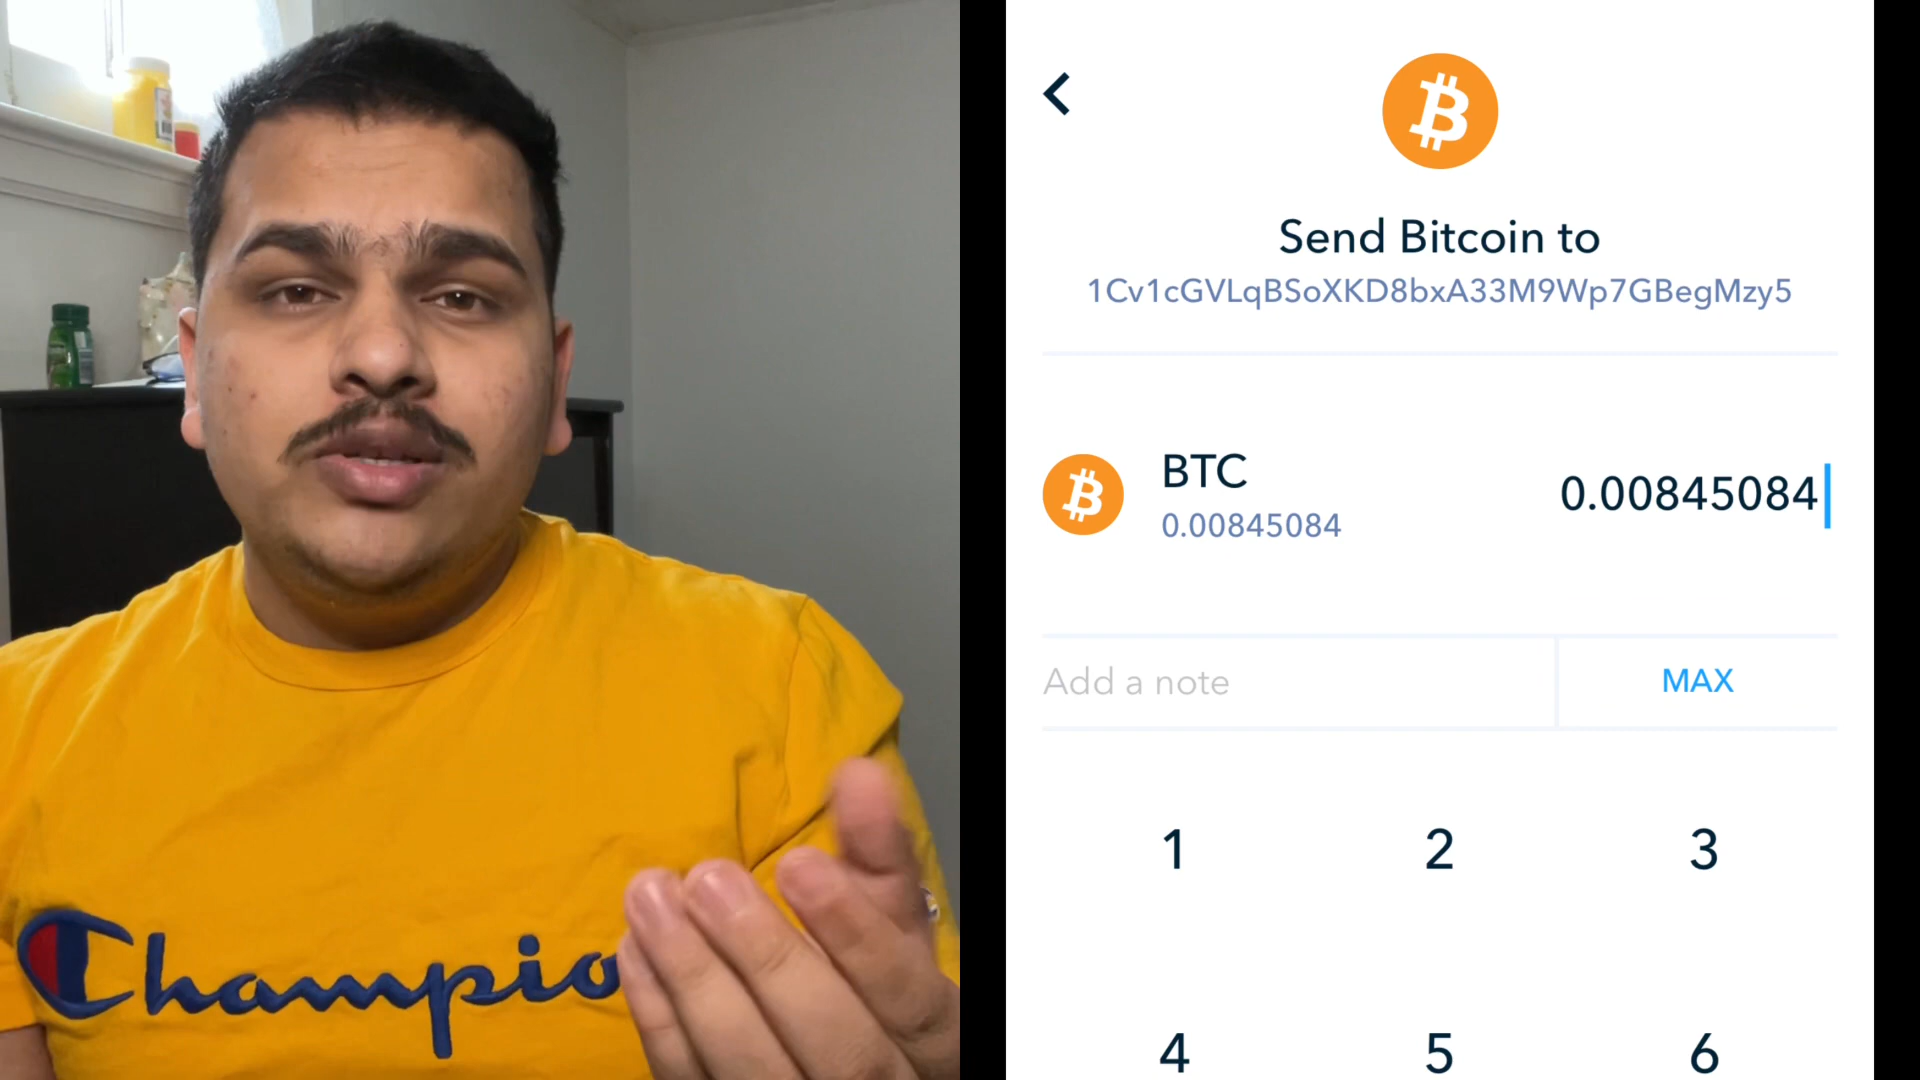 Champio
Send Bitcoin to
1Cv1cGVLqBSoXKD8bxA33M9Wp7GBegMzy5
BTC
0.00845084
0.00845084
Add a note
MAX
1 2 3
4 5 6